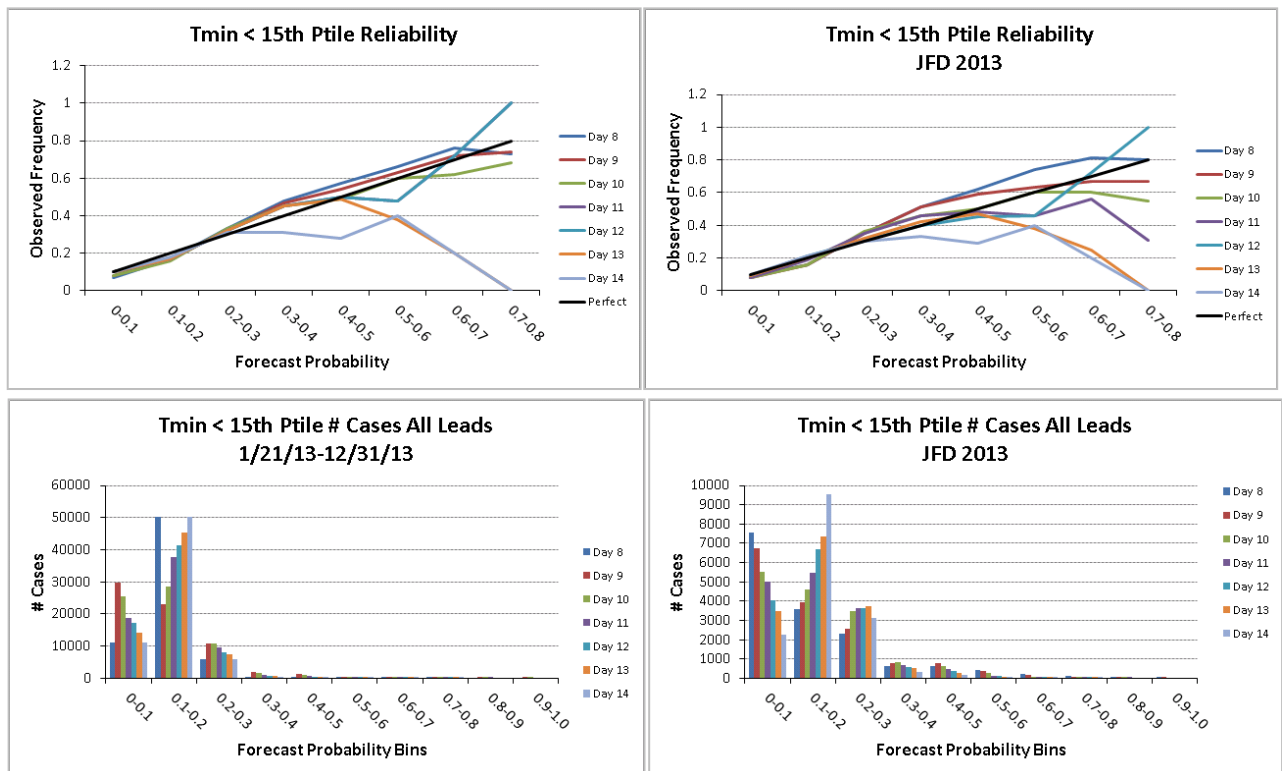 Tmin < 15th Ptile Reliability
Observed Frequency
1.2
1
0.8
0.6
0.4
0.2
0
0-0.1
0.1-0.2
0.2-0.3
0.3-0.4
0.4-0.5
0.5-0.6
0.6-0.7
0.7-0.8
Forecast Probability
Day 8
Day 9
Day 10
Day 11
Day 12
Day 13
Day 14
Perfect
Tmin < 15th Ptile Reliability
JFD 2013
Observed Frequency
1.2
1
0.8
0.6
0.4
0.2
0
0-0.1
0.1-0.2
0.2-0.3
0.3-0.4
0.4-0.5
0.5-0.6
0.6-0.7
0.7-0.8
Forecast Probability
Day 8
Day 9
Day 10
Day 11
Day 12
Day 13
Day 14
Perfect
Tmin < 15th Ptile # Cases All Leads
1/21/13-12/31/13
# Cases
60000
50000
40000
30000
20000
10000
0
0-0.1
0.1-0.2
0.2-0.3
0.3-0.4
0.4-0.5
0.5-0.6
0.6-0.7
0.7-0.8
0.8-0.9
0.9-1.0
Forecast Probability Bins
Day 8
Day 9
Day 10
Day 11
Day 12
Day 13
Day 14
Tmin < 15th Ptile # Cases All Leads
JFD 2013
# Cases
10000
9000
8000
7000
6000
5000
4000
3000
2000
1000
0
0-0.1
0.1-0.2
0.2-0.3
0.3-0.4
0.4-0.5
0.5-0.6
0.6-0.7
0.7-0.8
0.8-0.9
0.9-1.0
Forecast Probability Bins
Day 8
Day 9
Day 10
Day 11
Day 12
Day 13
Day 14